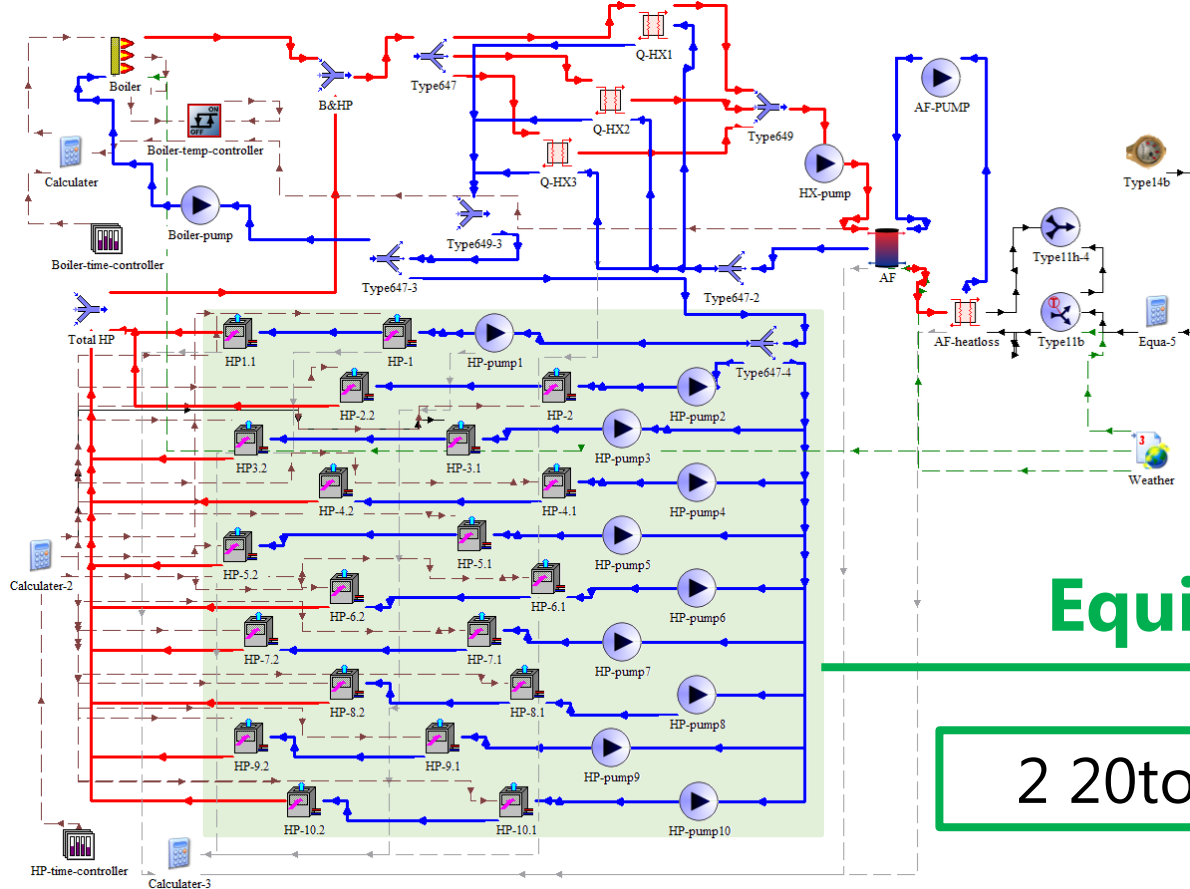 Q-HX1
Boiler
B&HP
Type647
AF-PUMP
Q-HX2
Type649
ON
OFF
Boiler-temp-controller
Calculater
Q-HX3
HX-pump
Type14b
Boiler-pump
Type649-3
Boiler-time-controller
Type11h-4
Type647-3
Type647-2
AF
T
Total HP
HP1.1
HP-1
HP-pump1
Type647-4
AF-heatloss
Type11b
Equa-5
HP-2.2
HP-2
HP-pump2
HP3.2
HP-3.1
HP-pump3
3
Weather
HP-4.2
HP-4.1
HP-pump4
HP-5.2
HP-5.1
HP-pump5
Calculater-2
HP-6.2
HP-6.1
HP-pump6
Equi
HP-7.2
HP-7.1
HP-pump7
HP-8.2
HP-8.1
HP-pump8
HP-9.2
HP-9.1
HP-pump9
2 20to
HP-10.2
HP-10.1
HP-pump10
HP-time-controller
Calculater-3